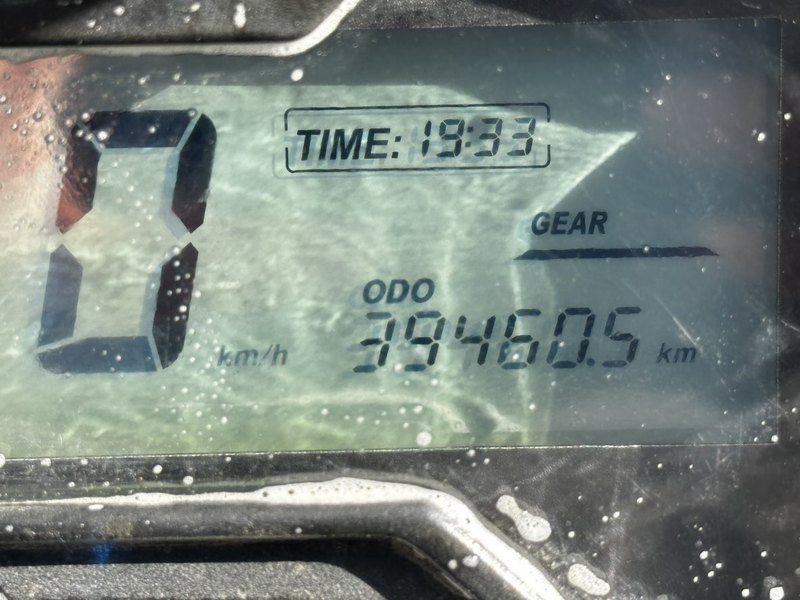 TIME: 19:33
GEAR
ODO
0 km/h
39460.5 km